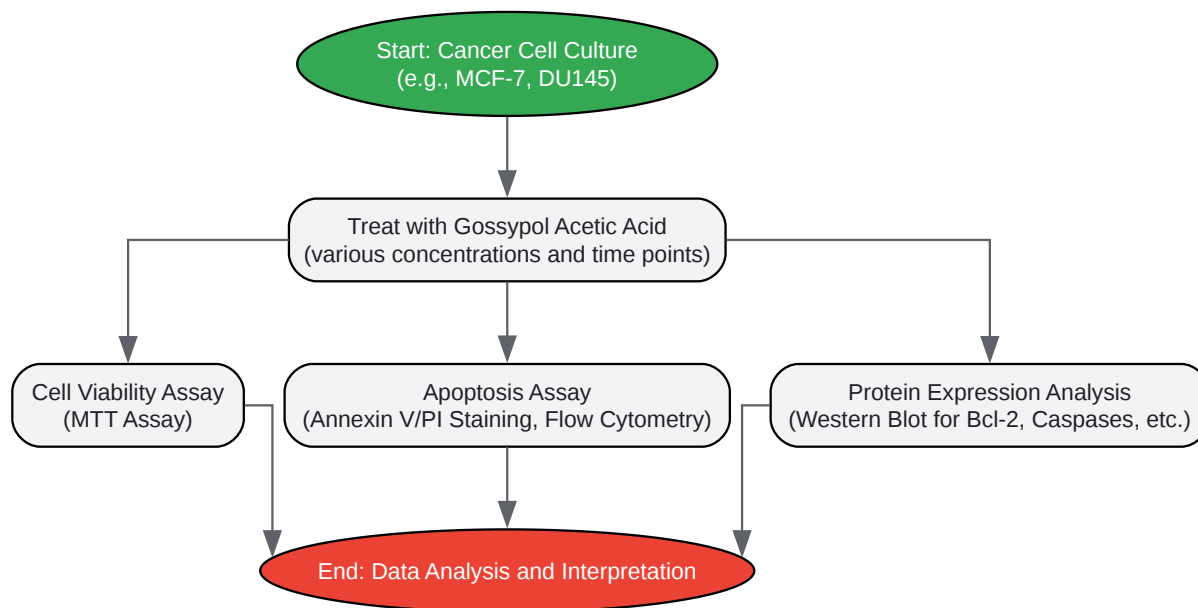 Start: Cancer Cell Culture
(e.g., MCF-7, DU145)
Treat with Gossypol Acetic Acid
(various concentrations and time points)
Cell Viability Assay
(MTT Assay)
Apoptosis Assay
(Annexin V/PI Staining, Flow Cytometry)
Protein Expression Analysis
(Western Blot for Bcl-2, Caspases, etc.)
End: Data Analysis and Interpretation